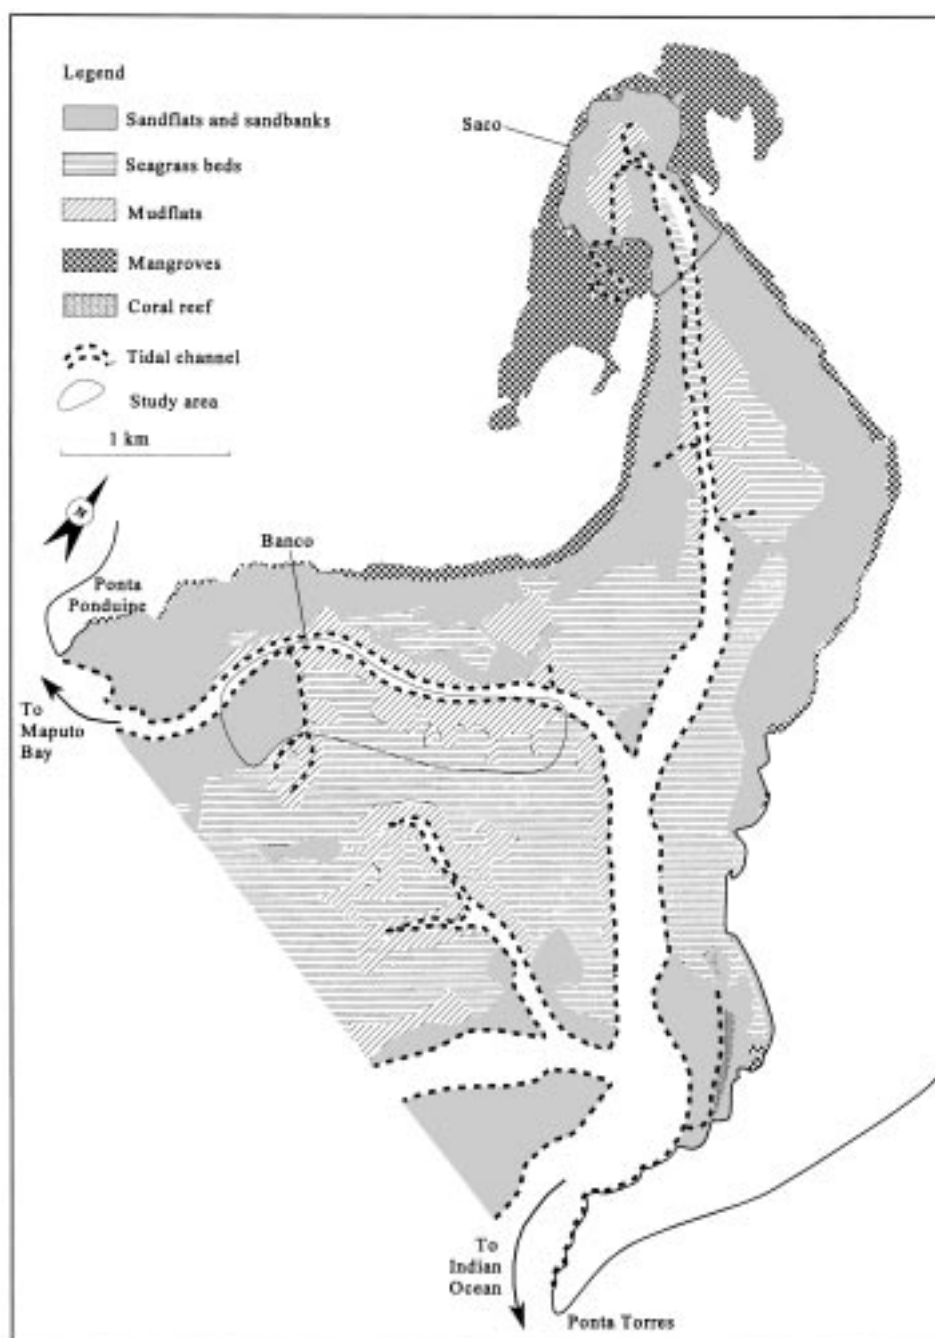 Legend
Sandflats and sandbanks
Seagrass beds
Mudflats
Mangroves
Coral reef
Tidal channel
Study area
1 km
N
Saco
Banco
Ponta
Ponduipe
To
Maputo
Bay
To
Indian
Ocean
Ponta Torres